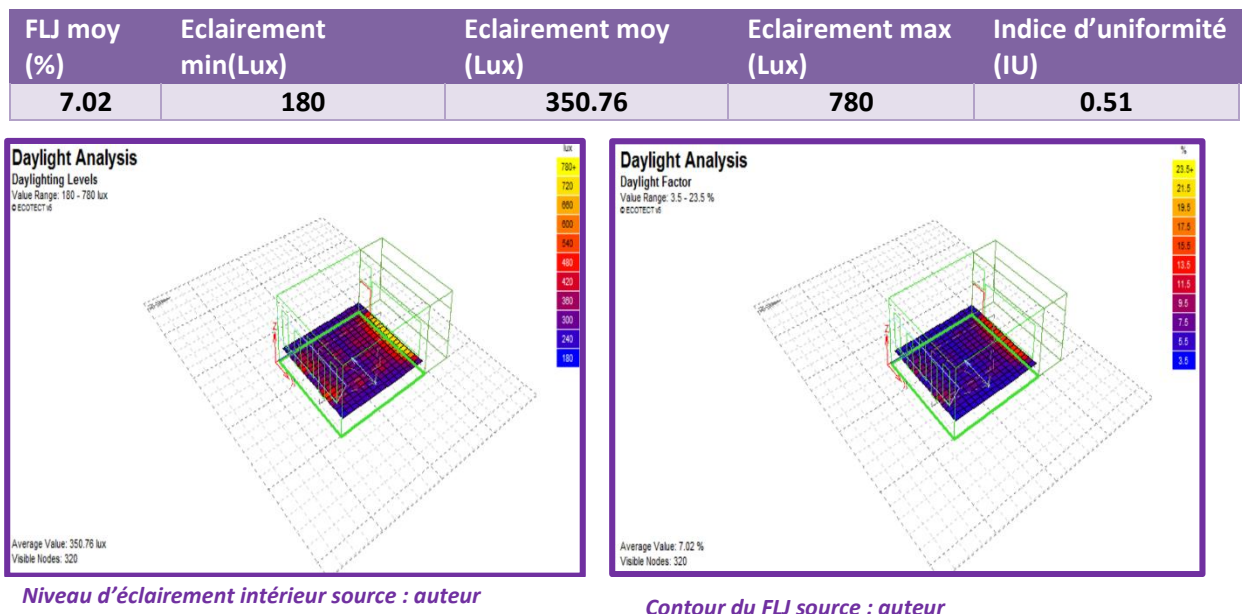 FLJ moy (%)
Eclairement min(Lux)
Eclairement moy (Lux)
Eclairement max (Lux)
Indice d’uniformité (IU)
7.02
180
350.76
780
0.51
Daylight Analysis
Daylighting Levels
Value Range: 180 - 780 lux
© ECOTECT v5
lux
780+
720
660
600
540
480
420
360
300
240
180
Average Value: 350.76 lux
Visible Nodes: 320
Daylight Analysis
Daylight Factor
Value Range: 3.5 - 23.5 %
© ECOTECT v5
%
23.5+
21.5
19.5
17.5
15.5
13.5
11.5
9.5
7.5
5.5
3.5
Average Value: 7.02 %
Visible Nodes: 320
Niveau d’éclairement intérieur source : auteur
Contour du FLJ source : auteur